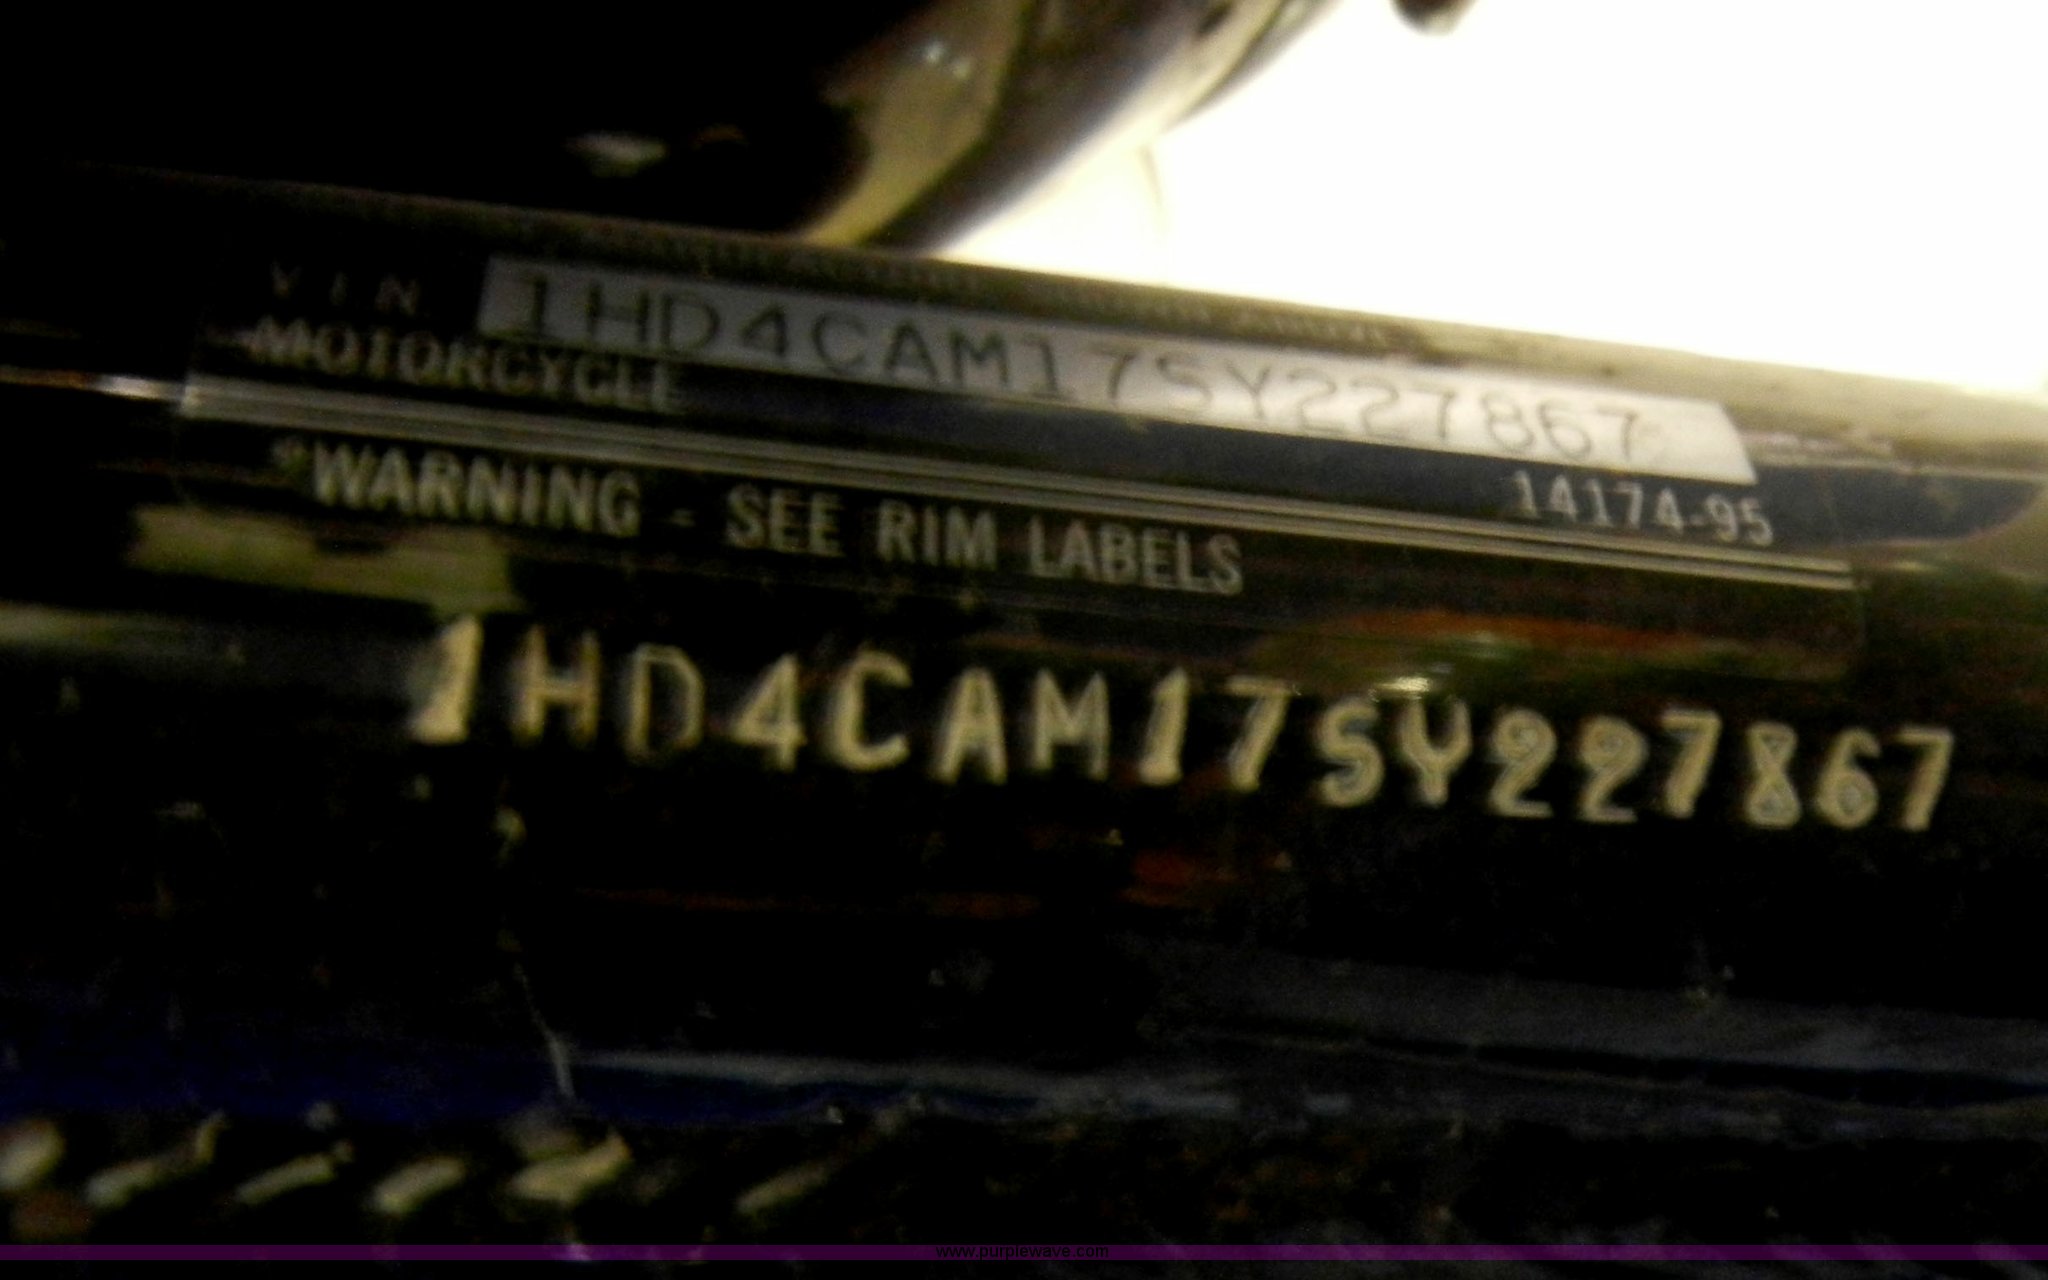 VIN 1HD4CAM17SY227867
MOTORCYCLE
14174-95
*WARNING - SEE RIM LABELS
1HD4CAM17SY227867
www.purplewave.com